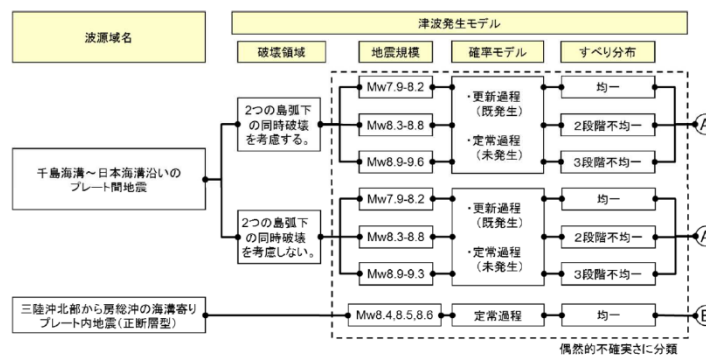 波源域名
津波発生モデル
破壊領域
地震規模
確率モデル
すべり分布
千島海溝～日本海溝沿いの
プレート間地震
2つの島弧下
の同時破壊
を考慮する。
Mw7.9-8.2
Mw8.3-8.8
Mw8.9-9.6
・更新過程
（既発生）
・定常過程
（未発生）
均一
2段階不均一
3段階不均一
A
2つの島弧下
の同時破壊
を考慮しない。
Mw7.9-8.2
Mw8.3-8.8
Mw8.9-9.3
・更新過程
（既発生）
・定常過程
（未発生）
均一
2段階不均一
3段階不均一
A
三陸沖北部から房総沖の海溝寄り
プレート内地震（正断層型）
Mw8.4,8.5,8.6
定常過程
均一
偶然的不確実さに分類